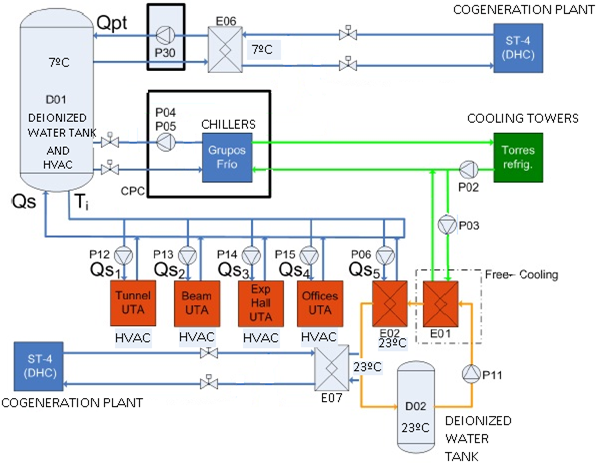 COGENERATION PLANT
Qpt
E06
P30
7ºC
7ºC
ST-4
(DHC)
D01
DEIONIZED
WATER TANK
AND
HVAC
P04
P05
CHILLERS
Grupos
Frío
CPC
COOLING TOWERS
Torres
refrig.
P02
P03
Qs
Ti
P12
P13
P14
P15
P06
Qs1
Qs2
Qs3
Qs4
Qs5
Free- Cooling
Tunnel
UTA
Beam
UTA
Exp
Hall
UTA
Offices
UTA
HVAC
HVAC
HVAC
HVAC
E02
23ºC
E01
ST-4
(DHC)
COGENERATION PLANT
E07
23ºC
P11
D02
23ºC
DEIONIZED
WATER
TANK